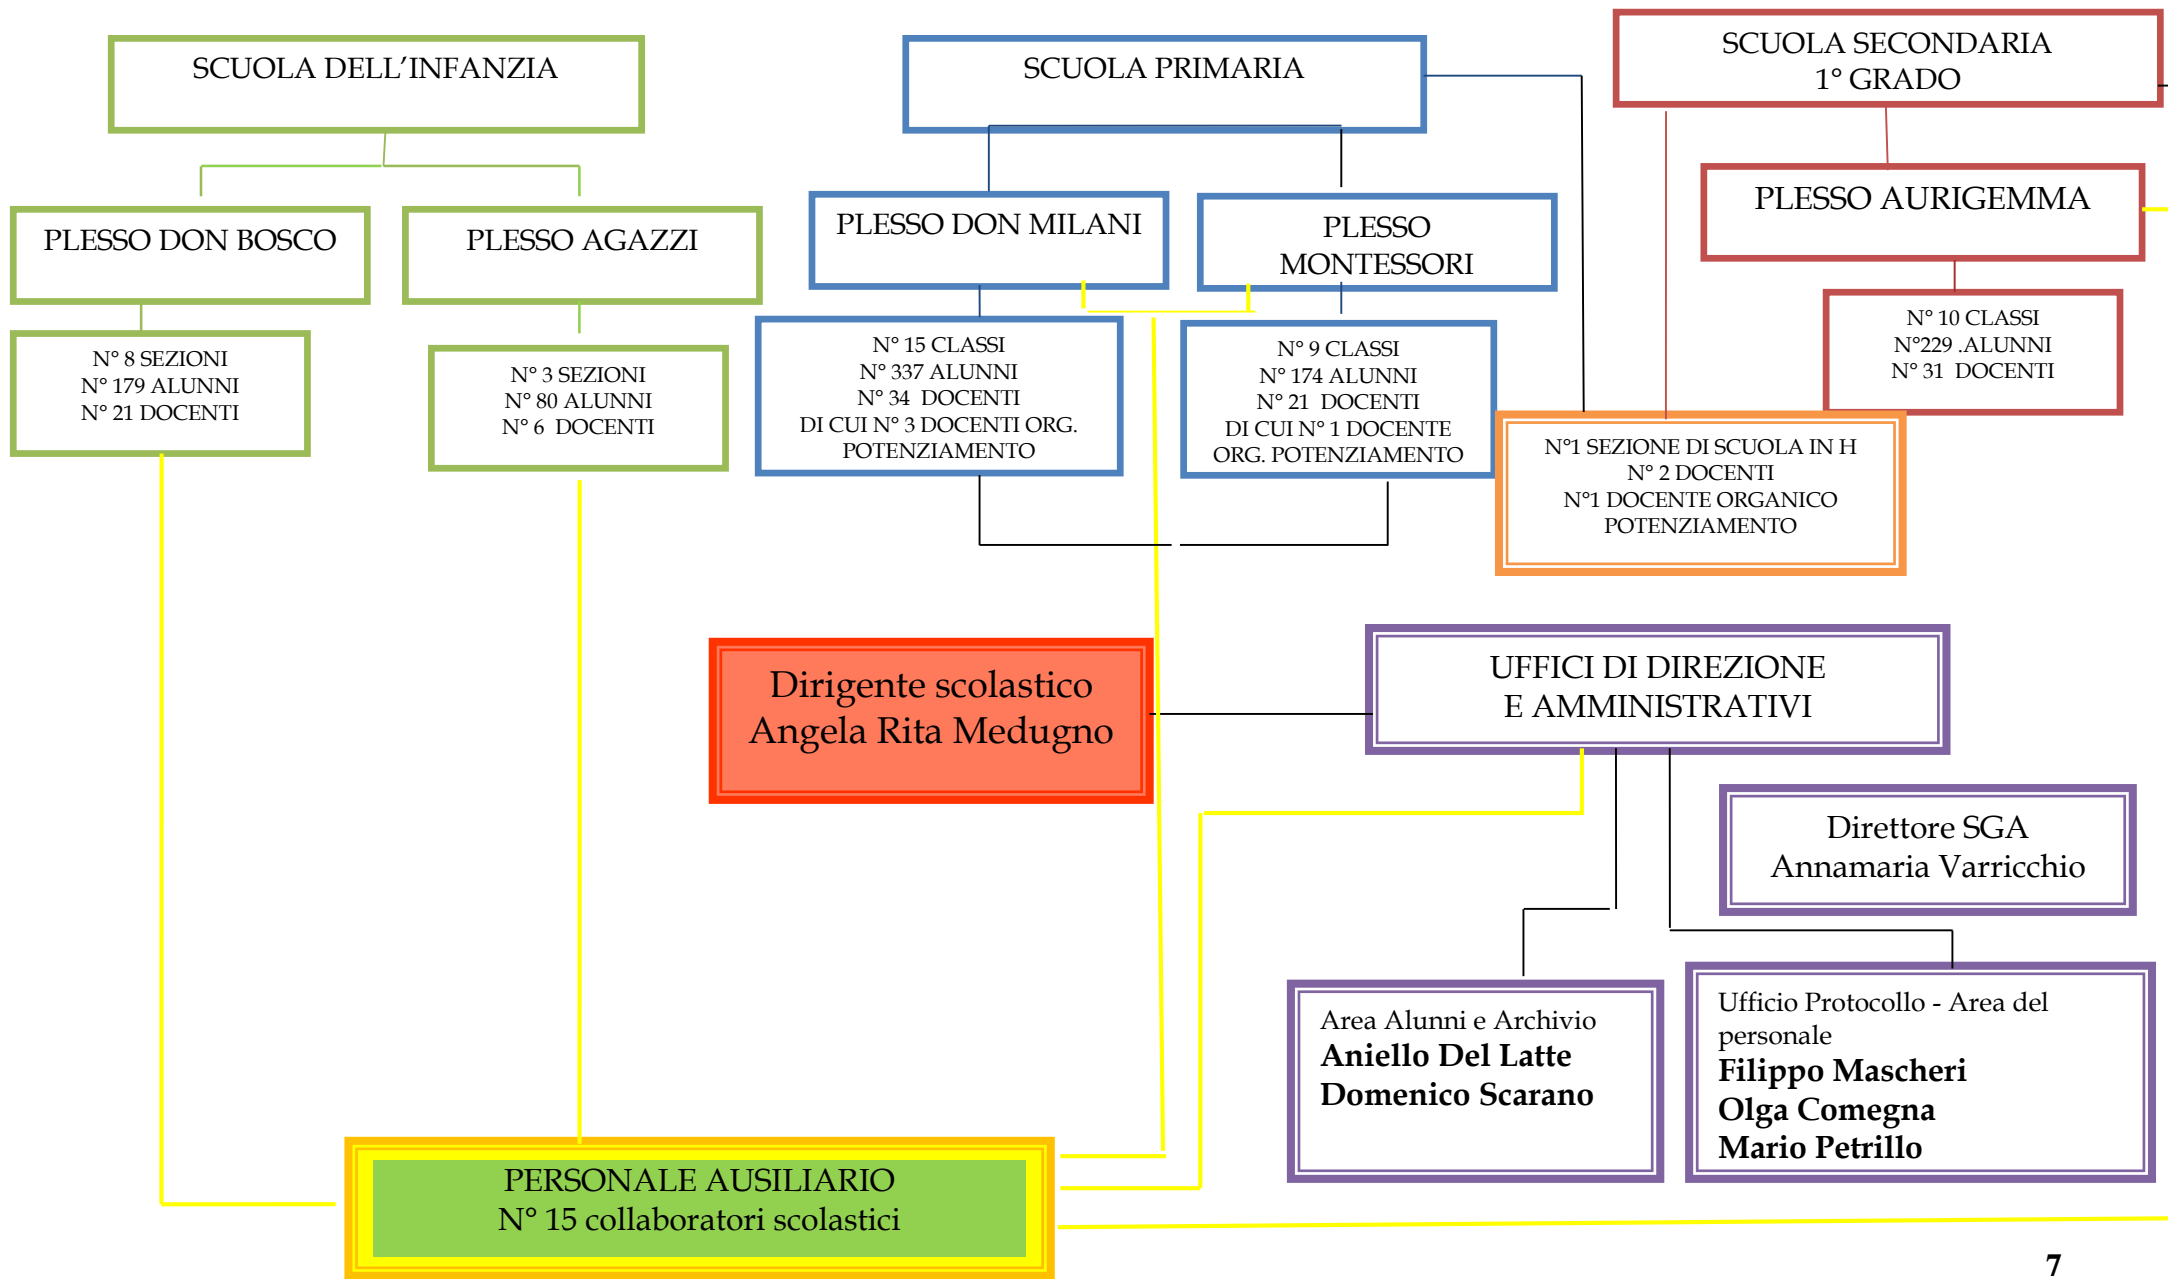 SCUOLA DELL’INFANZIA
SCUOLA PRIMARIA
SCUOLA SECONDARIA
1° GRADO
PLESSO DON BOSCO
PLESSO AGAZZI
PLESSO DON MILANI
PLESSO
MONTESSORI
PLESSO AURIGEMMA
N° 8 SEZIONI
N° 179 ALUNNI
N° 21 DOCENTI
N° 3 SEZIONI
N° 80 ALUNNI
N° 6 DOCENTI
N° 15 CLASSI
N° 337 ALUNNI
N° 34 DOCENTI
DI CUI N° 3 DOCENTI ORG.
POTENZIAMENTO
N° 9 CLASSI
N° 174 ALUNNI
N° 21 DOCENTI
DI CUI N° 1 DOCENTE
ORG. POTENZIAMENTO
N° 10 CLASSI
N°229 .ALUNNI
N° 31 DOCENTI
N°1 SEZIONE DI SCUOLA IN H
N° 2 DOCENTI
N°1 DOCENTE ORGANICO
POTENZIAMENTO
Dirigente scolastico
Angela Rita Medugno
UFFICI DI DIREZIONE
E AMMINISTRATIVI
Direttore SGA
Annamaria Varricchio
Area Alunni e Archivio
Aniello Del Latte
Domenico Scarano
Ufficio Protocollo - Area del
personale
Filippo Mascheri
Olga Comegna
Mario Petrillo
PERSONALE AUSILIARIO
N° 15 collaboratori scolastici
7